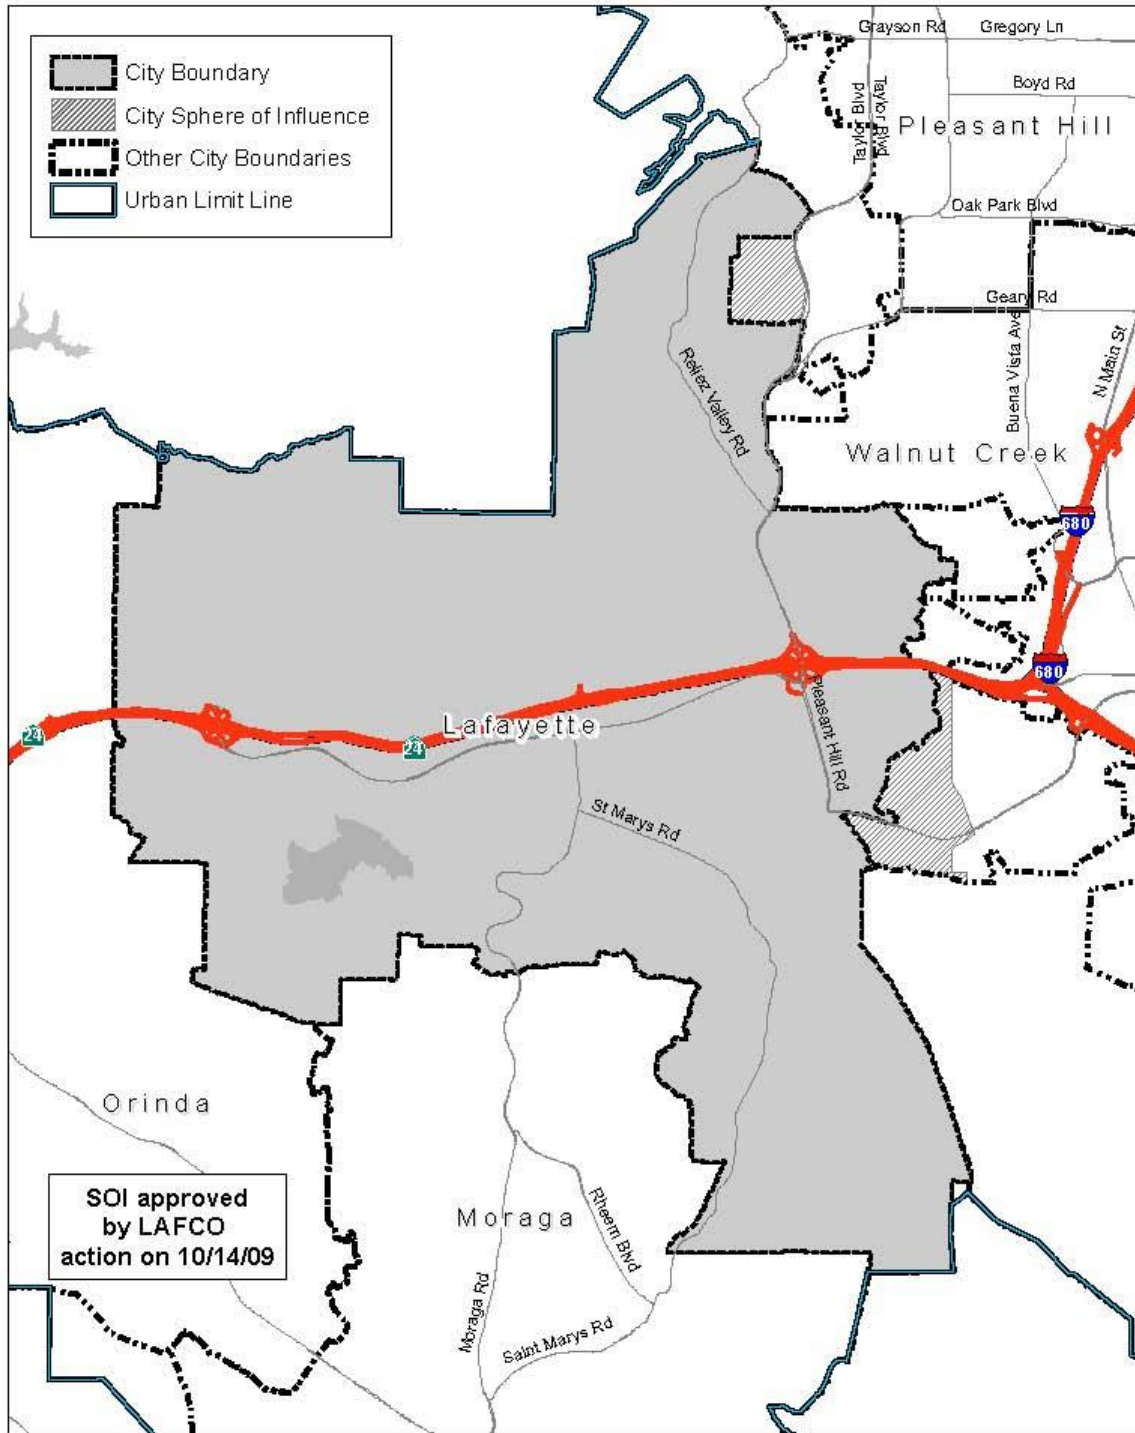 City Boundary
City Sphere of Influence
Other City Boundaries
Urban Limit Line
Grayson Rd
Gregory Ln
Boyd Rd
Taylor Blvd
Taylor Blvd
Pleasant Hill
Oak Park Blvd
Geary Rd
Buena Vista Ave
N Main St
Reliez Valley Rd
Walnut Creek
680
680
24
Lafayette
24
Pleasant Hill Rd
St Marys Rd
Orinda
SOI approved
by LAFCO
action on 10/14/09
Moraga
Rheem Blvd
Moraga Rd
Saint Marys Rd